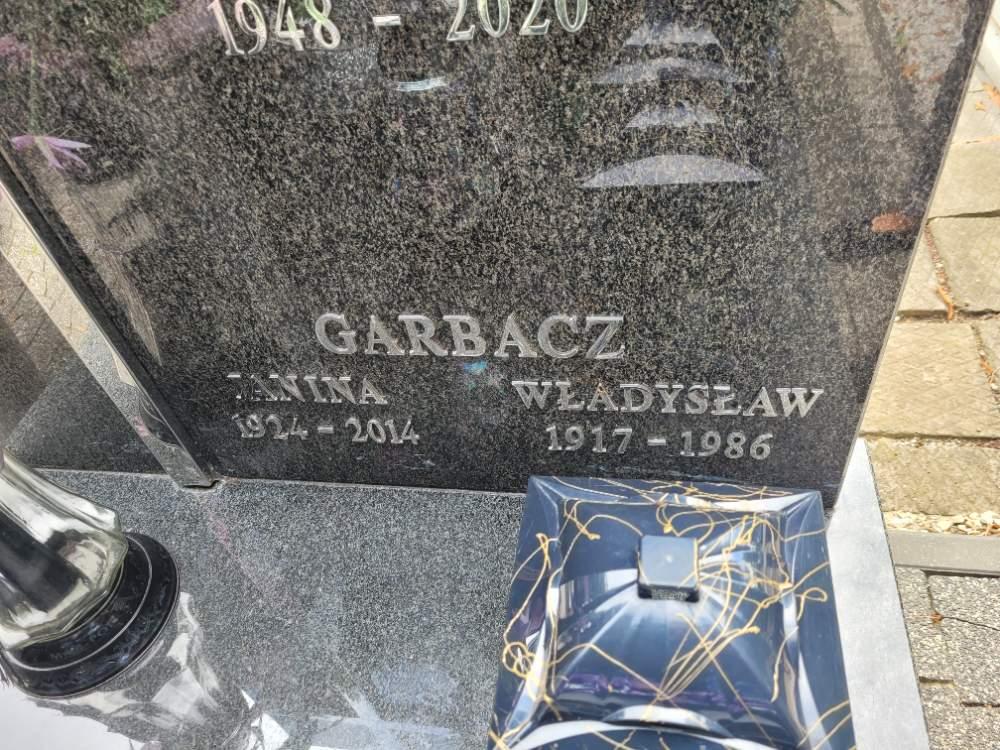 1948 - 2020
GARBACZ
JANINA WŁADYSŁAW
1924 - 2014 1917 - 1986